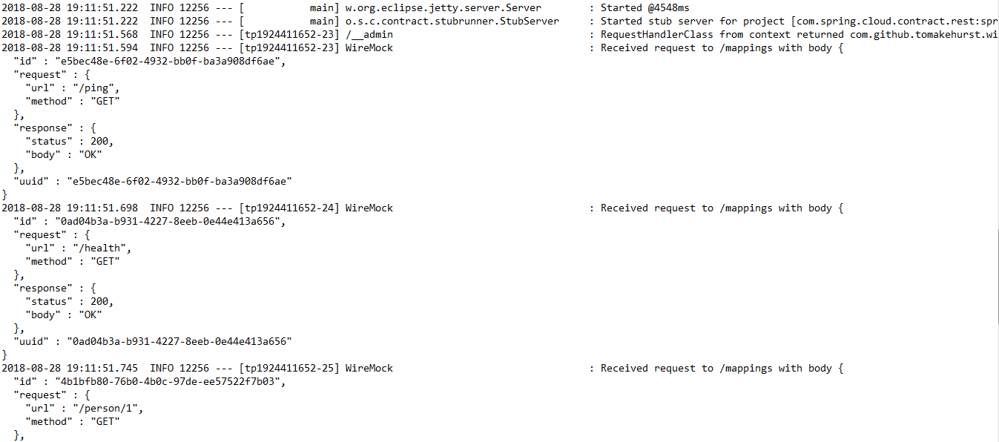 2018-08-28 19:11:51.222  INFO 12256 --- [           main] w.org.eclipse.jetty.server.Server        : Started @4548ms
2018-08-28 19:11:51.222  INFO 12256 --- [           main] o.s.c.contract.stubrunner.StubServer     : Started stub server for project [com.spring.cloud.contract.rest:spr
2018-08-28 19:11:51.568  INFO 12256 --- [tp1924411652-23] /__admin                                 : RequestHandlerClass from context returned com.github.tomakehurst.wi
2018-08-28 19:11:51.594  INFO 12256 --- [tp1924411652-23] WireMock                                 : Received request to /mappings with body {
  "id" : "e5bec48e-6f02-4932-bb0f-ba3a908df6ae",
  "request" : {
    "url" : "/ping",
    "method" : "GET"
  },
  "response" : {
    "status" : 200,
    "body" : "OK"
  },
  "uuid" : "e5bec48e-6f02-4932-bb0f-ba3a908df6ae"
}
2018-08-28 19:11:51.698  INFO 12256 --- [tp1924411652-24] WireMock                                 : Received request to /mappings with body {
  "id" : "0ad04b3a-b931-4227-8eeb-0e44e413a656",
  "request" : {
    "url" : "/health",
    "method" : "GET"
  },
  "response" : {
    "status" : 200,
    "body" : "OK"
  },
  "uuid" : "0ad04b3a-b931-4227-8eeb-0e44e413a656"
}
2018-08-28 19:11:51.745  INFO 12256 --- [tp1924411652-25] WireMock                                 : Received request to /mappings with body {
  "id" : "4b1bfb80-76b0-4b0c-97de-ee57522f7b03",
  "request" : {
    "url" : "/person/1",
    "method" : "GET"
  },